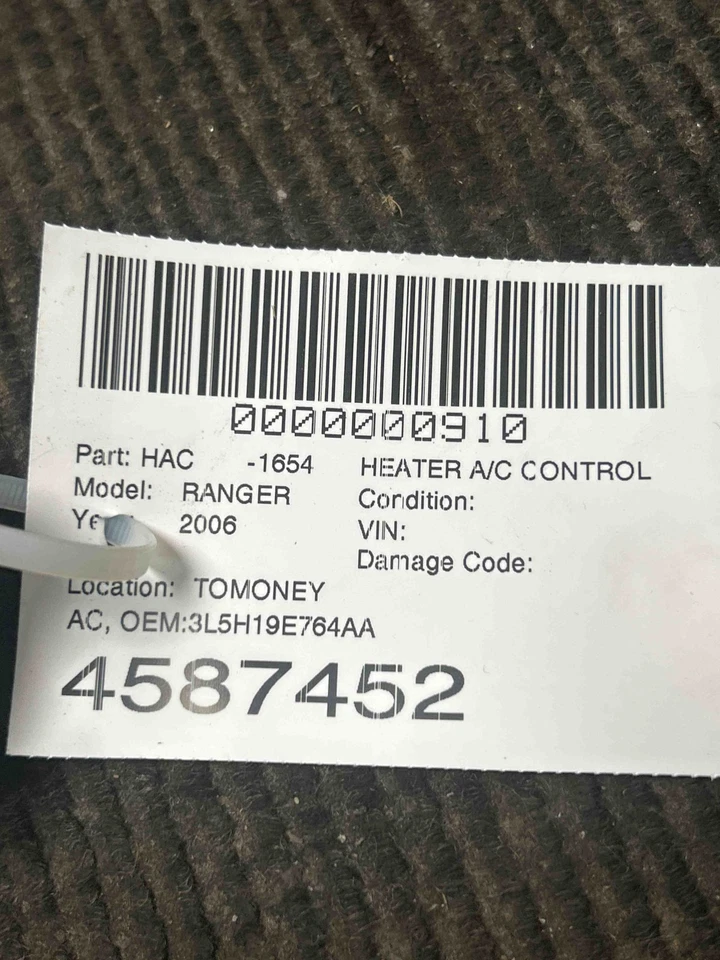 0000000910
Part: HAC -1654 HEATER A/C CONTROL
Model: RANGER Condition:
2006 VIN:
Damage Code:
Location: TOMONEY
AC, OEM:3L5H19E764AA
4587452